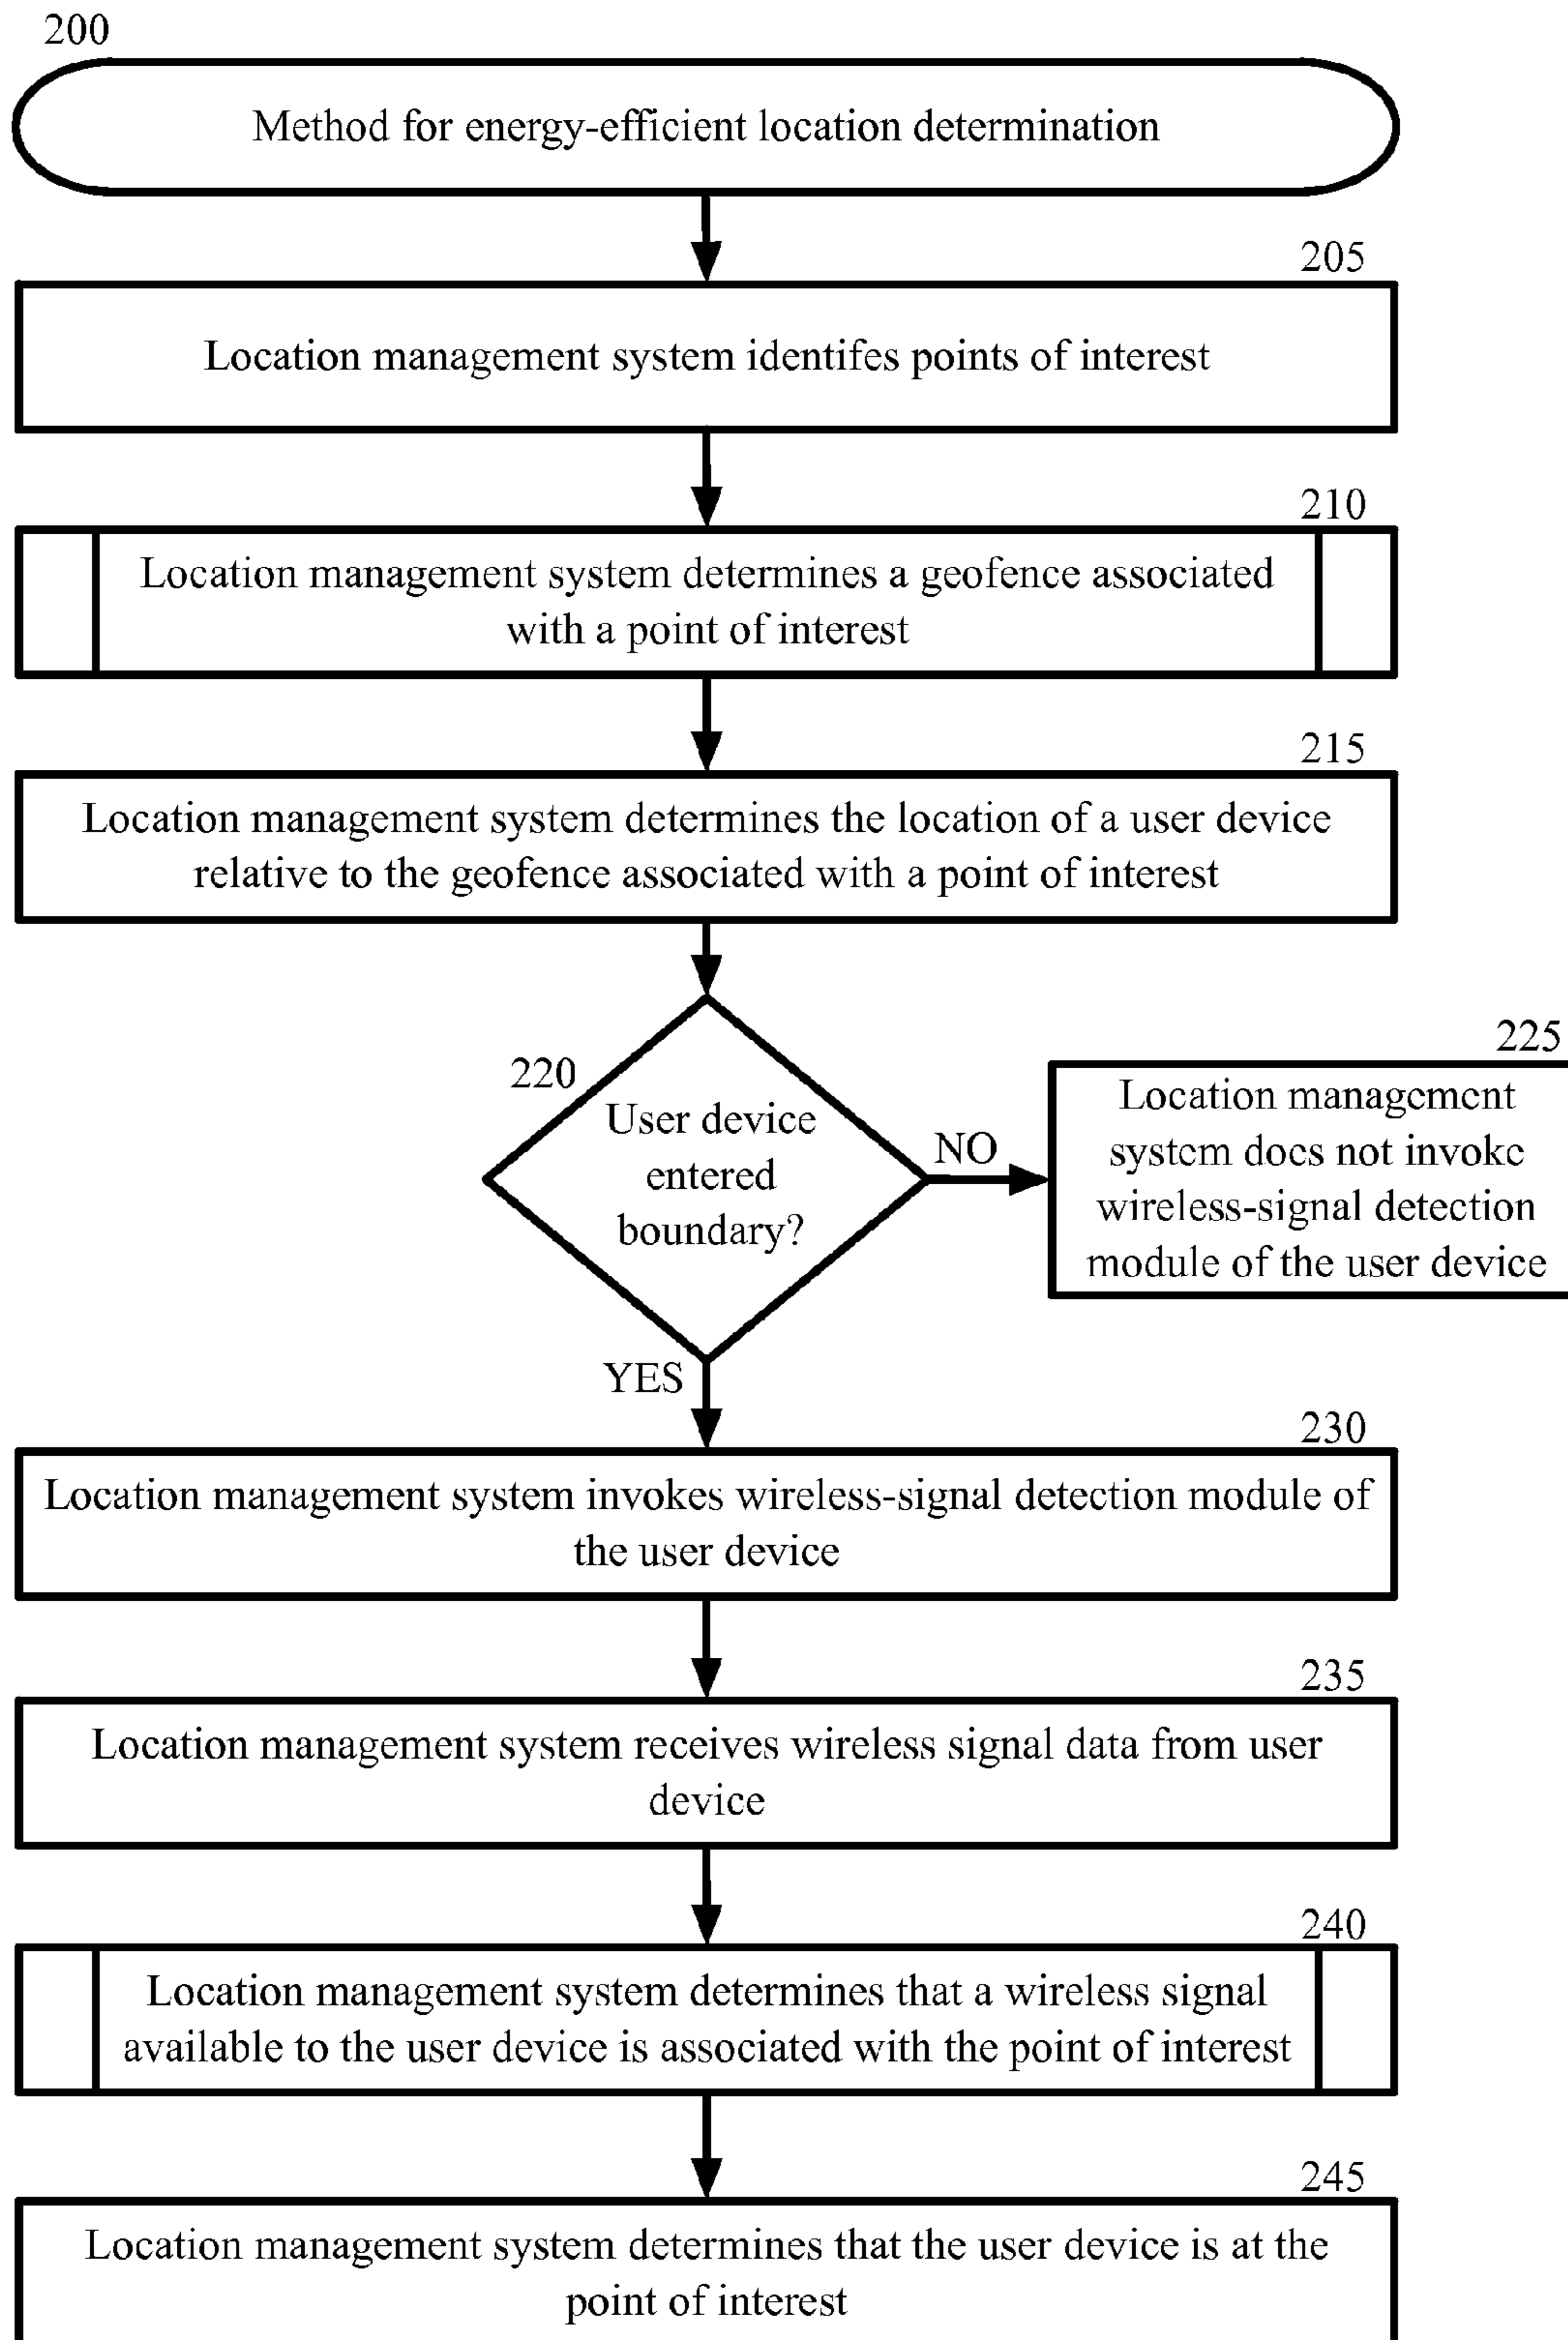 200
Method for energy-efficient location determination
205
Location management system identifes points of interest
210
Location management system determines a geofence associated
with a point of interest
215
Location management system determines the location of a user device
relative to the geofence associated with a point of interest
220
User device
entered
boundary?
NO
225
Location management
system does not invoke
wireless-signal detection
module of the user device
YES
230
Location management system invokes wireless-signal detection module of
the user device
235
Location management system receives wireless signal data from user
device
240
Location management system determines that a wireless signal
available to the user device is associated with the point of interest
245
Location management system determines that the user device is at the
point of interest